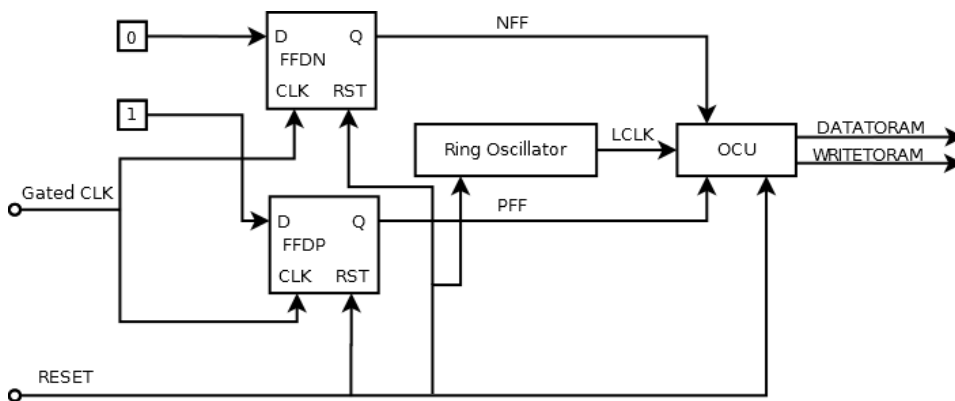 NFF
0
D Q
FFDN
CLK RST
1
Ring Oscillator
LCLK
OCU
DATATORAM
WRITETORAM
Gated CLK
PFF
D Q
FFDP
CLK RST
RESET